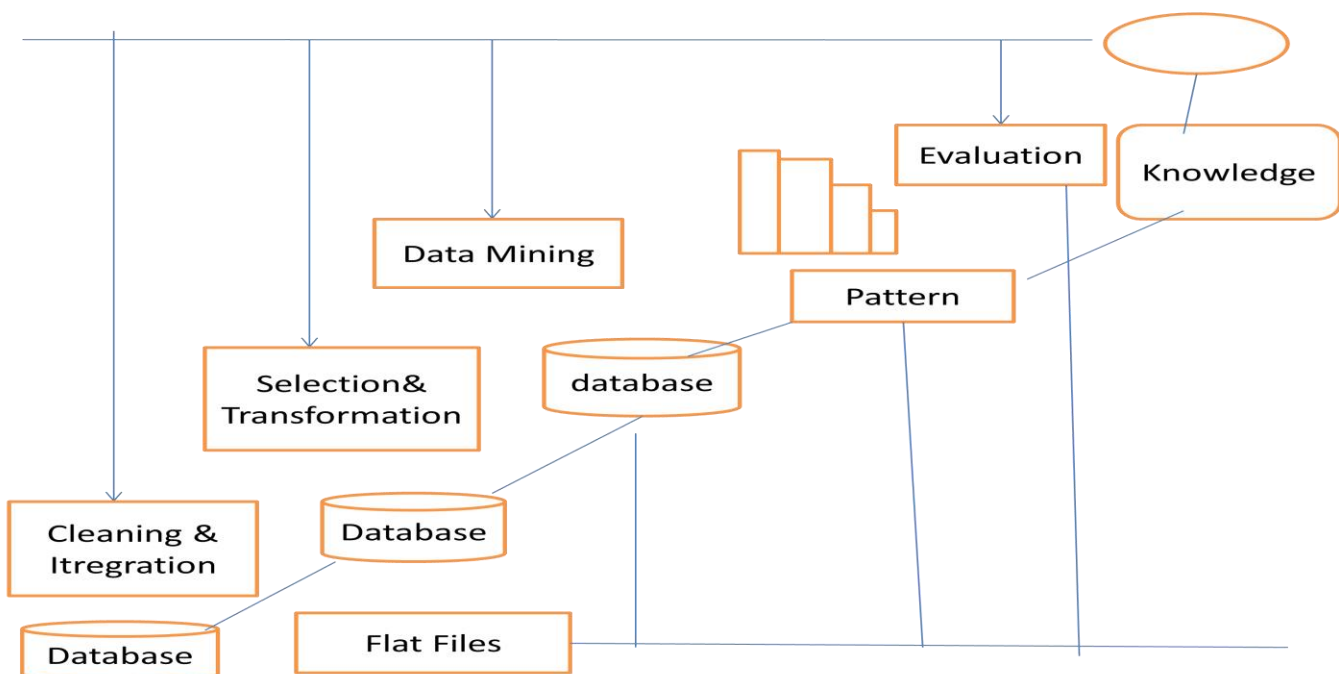 Evaluation
Knowledge
Data Mining
Pattern
Selection&
Transformation
database
Cleaning &
Itregration
Database
Flat Files
Database